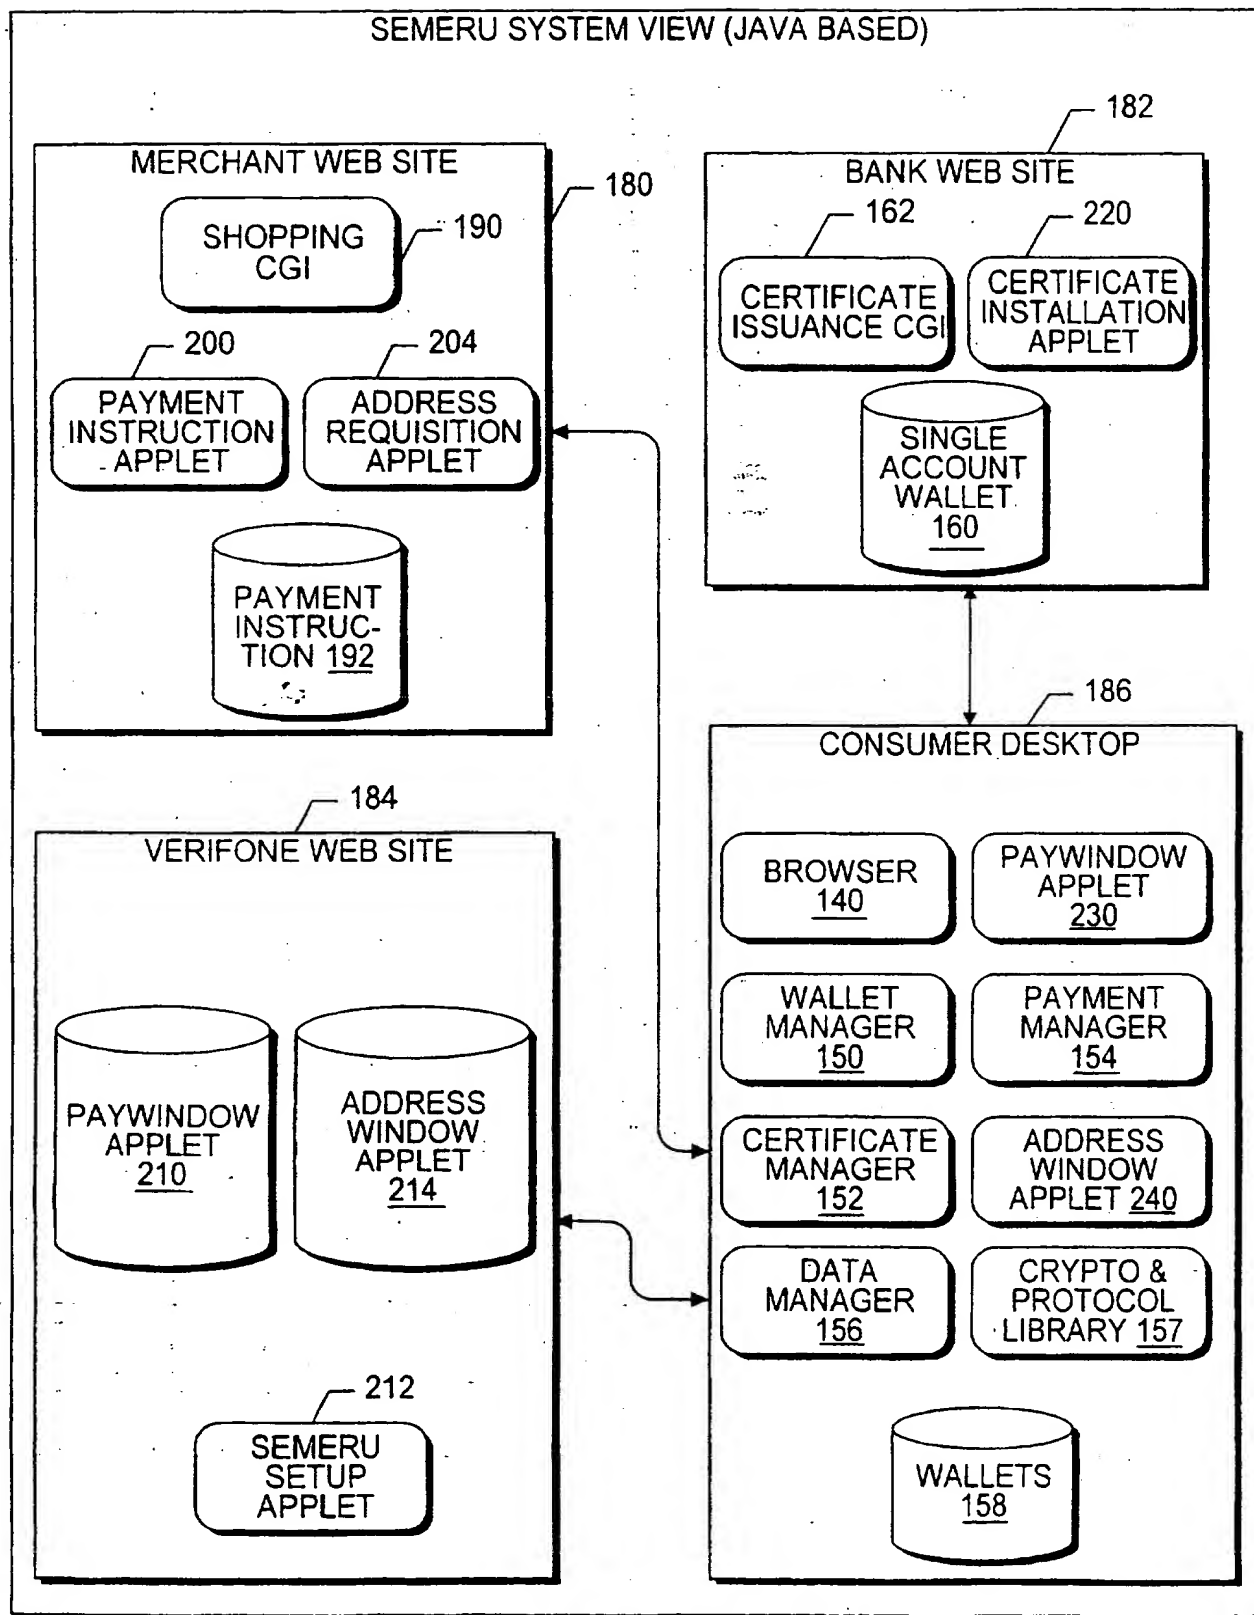 SEMERU SYSTEM VIEW (JAVA BASED)
MERCHANT WEB SITE
180
SHOPPING
CGI
190
200
PAYMENT
INSTRUCTION
APPLET
204
ADDRESS
REQUISITION
APPLET
PAYMENT
INSTRUC-
TION 192
182
BANK WEB SITE
162
CERTIFICATE
ISSUANCE CGI
220
CERTIFICATE
INSTALLATION
APPLET
SINGLE
ACCOUNT
WALLET
160
184
VERIFONE WEB SITE
PAYWINDOW
APPLET
210
ADDRESS
WINDOW
APPLET
214
212
SEMERU
SETUP
APPLET
186
CONSUMER DESKTOP
BROWSER
140
PAYWINDOW
APPLET
230
WALLET
MANAGER
150
PAYMENT
MANAGER
154
CERTIFICATE
MANAGER
152
ADDRESS
WINDOW
APPLET 240
DATA
MANAGER
156
CRYPTO &
PROTOCOL
LIBRARY 157
WALLETS
158